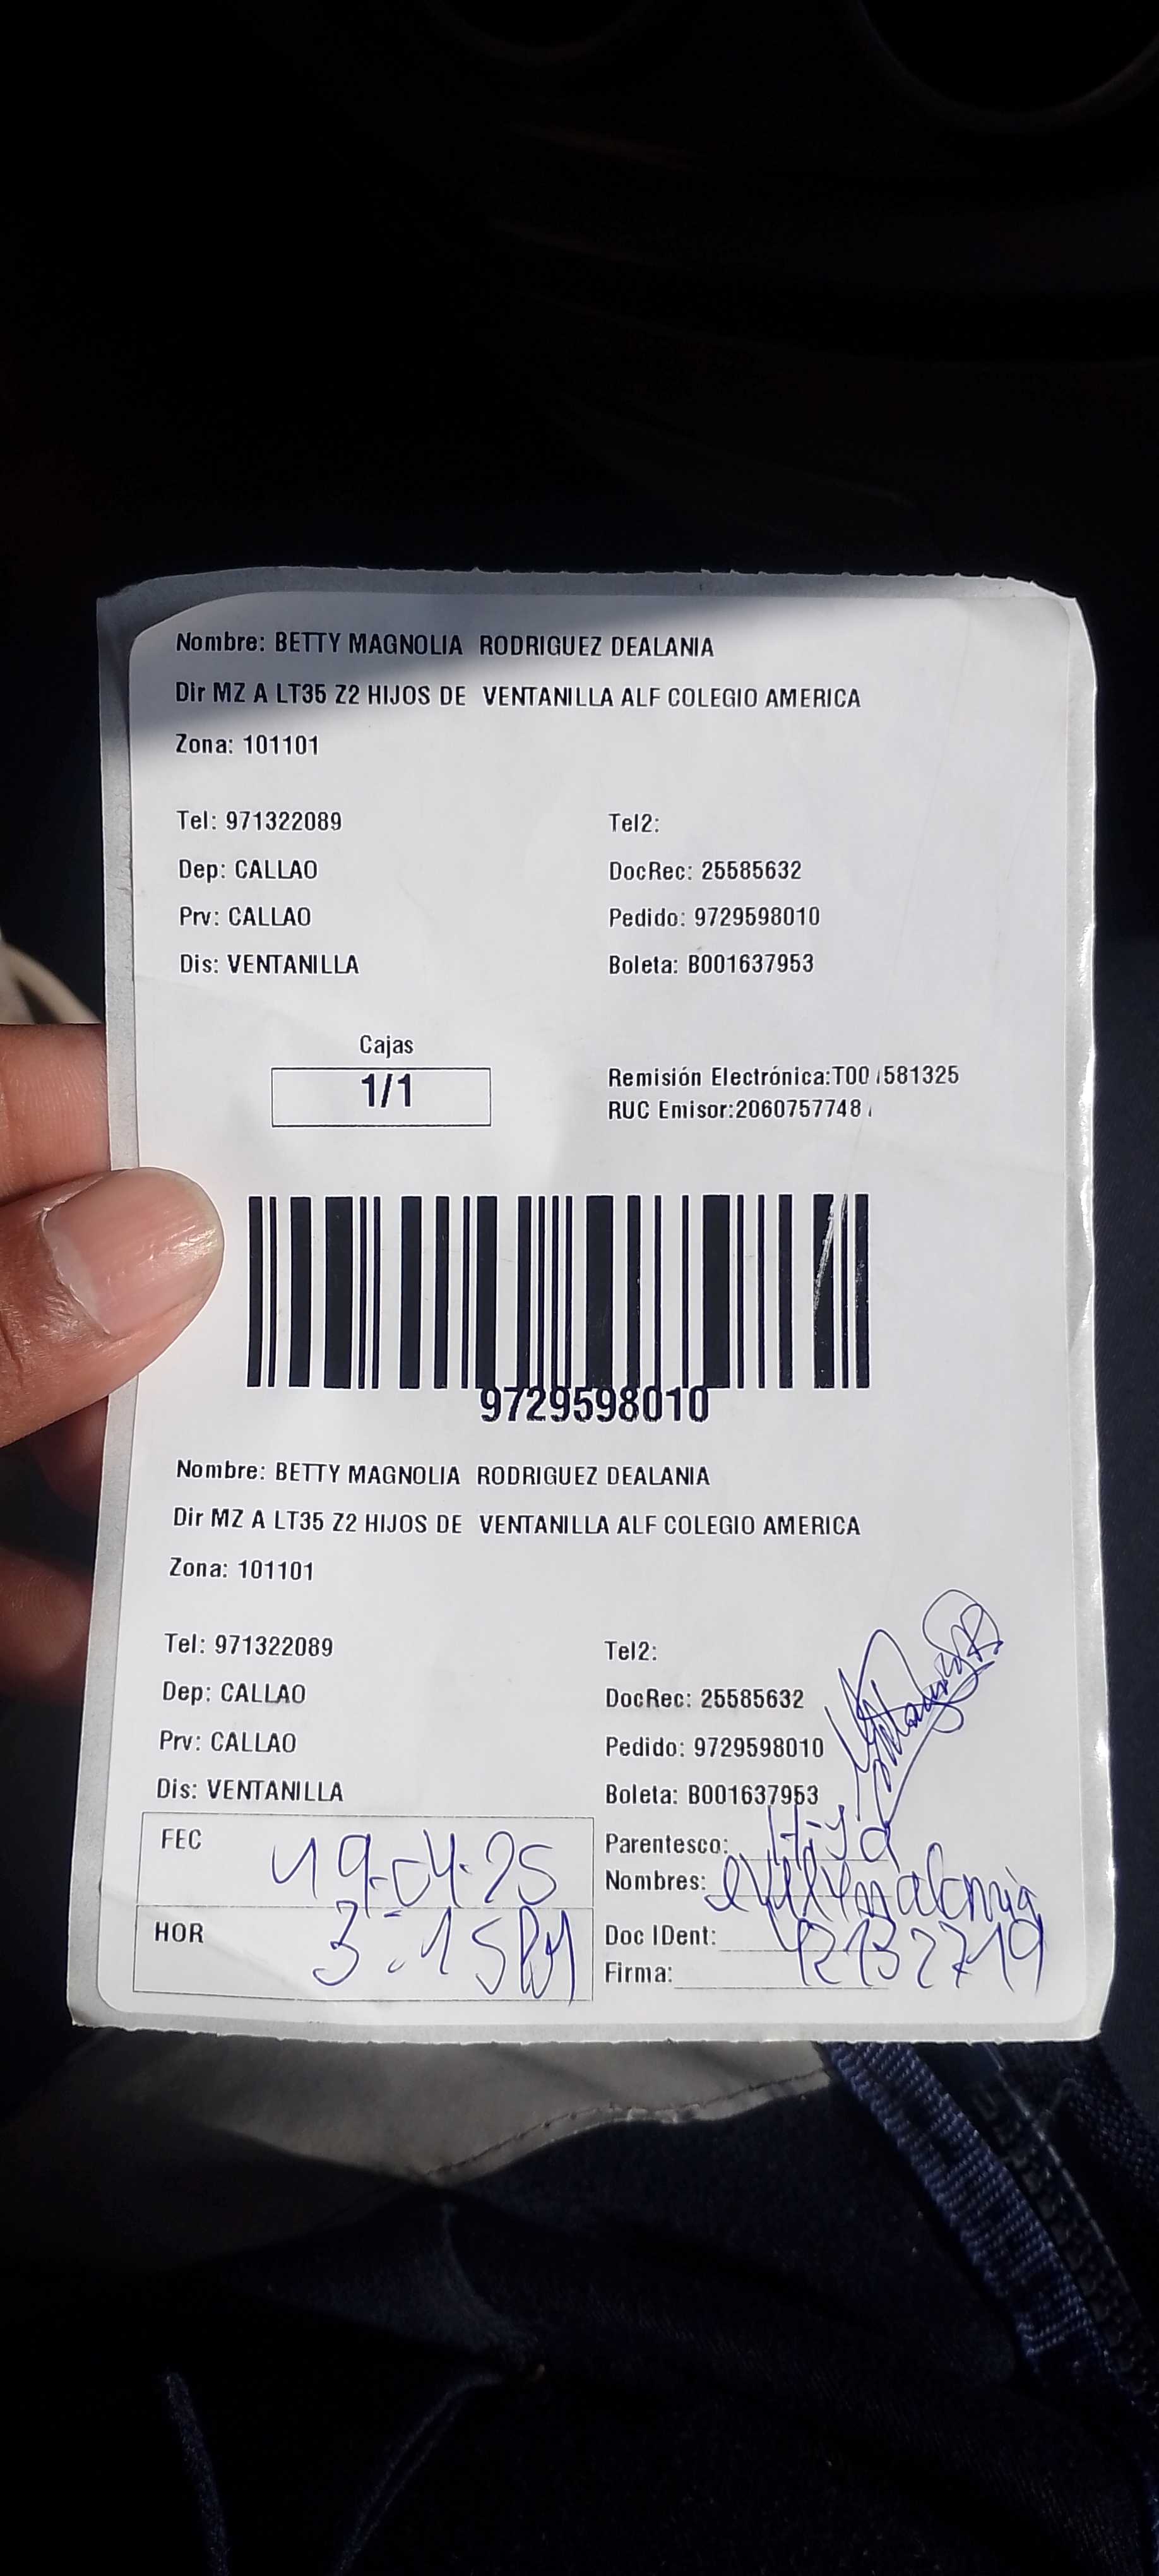 Nombre: BETTY MAGNOLIA RODRIGUEZ DEALANIA
Dir MZ A LT35 Z2 HIJOS DE VENTANILLA ALF COLEGIO AMERICA
Zona: 101101
Tel: 971322089 Tel2:
Dep: CALLAO DocRec: 25585632
Prv: CALLAO Pedido: 9729598010
Dis: VENTANILLA Boleta: B001637953
Cajas
1/1
Remisión Electrónica:T00 581325
RUC Emisor:2060757748
9729598010
Nombre: BETTY MAGNOLIA RODRIGUEZ DEALANIA
Dir MZ A LT35 Z2 HIJOS DE VENTANILLA ALF COLEGIO AMERICA
Zona: 101101
Tel: 971322089 Tel2:
Dep: CALLAO DocRec: 25585632
Prv: CALLAO Pedido: 9729598010
Dis: VENTANILLA Boleta: B001637953
FEC 19-04-25 Parentesco: Hija
Nombres:
HOR 3:15PM Doc IDent: 42132719
Firma: